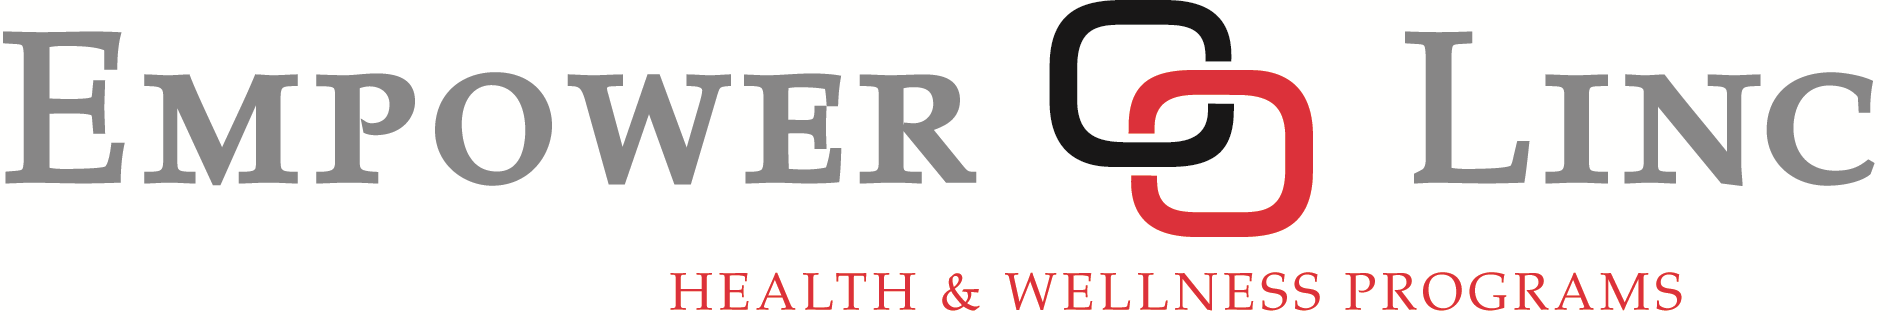 EMPOWER LINC
HEALTH & WELLNESS PROGRAMS